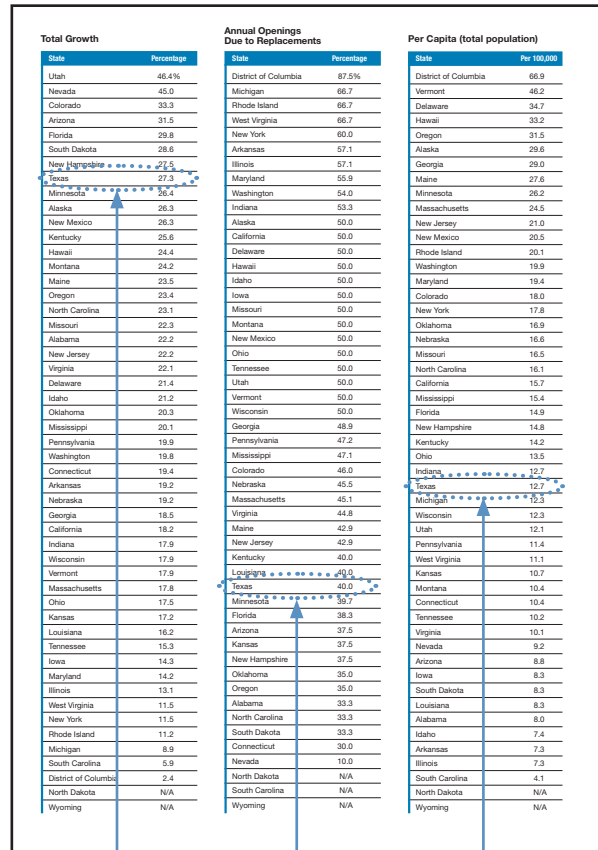 Total Growth
State Percentage
Utah 46.4%
Nevada 45.0
Colorado 33.3
Arizona 31.5
Florida 29.8
South Dakota 28.6
New Hampshire 27.5
Texas 27.3
Minnesota 26.4
Alaska 26.3
New Mexico 26.3
Kentucky 25.6
Hawaii 24.4
Montana 24.2
Maine 23.5
Oregon 23.4
North Carolina 23.1
Missouri 22.3
Alabama 22.2
New Jersey 22.2
Virginia 22.1
Delaware 21.4
Idaho 21.2
Oklahoma 20.3
Mississippi 20.1
Pennsylvania 19.9
Washington 19.8
Connecticut 19.4
Arkansas 19.2
Nebraska 19.2
Georgia 18.5
California 18.2
Indiana 17.9
Wisconsin 17.9
Vermont 17.9
Massachusetts 17.8
Ohio 17.5
Kansas 17.2
Louisiana 16.2
Tennessee 15.3
Iowa 14.3
Maryland 14.2
Illinois 13.1
West Virginia 11.5
New York 11.5
Rhode Island 11.2
Michigan 8.9
South Carolina 5.9
District of Columbia 2.4
North Dakota N/A
Wyoming N/A
Annual Openings
Due to Replacements
State Percentage
District of Columbia 87.5%
Michigan 66.7
Rhode Island 66.7
West Virginia 66.7
New York 60.0
Arkansas 57.1
Illinois 57.1
Maryland 55.9
Washington 54.0
Indiana 53.3
Alaska 50.0
California 50.0
Delaware 50.0
Hawaii 50.0
Idaho 50.0
Iowa 50.0
Missouri 50.0
Montana 50.0
New Mexico 50.0
Ohio 50.0
Tennessee 50.0
Utah 50.0
Vermont 50.0
Wisconsin 50.0
Georgia 48.9
Pennsylvania 47.2
Mississippi 47.1
Colorado 46.0
Nebraska 45.5
Massachusetts 45.1
Virginia 44.8
Maine 42.9
New Jersey 42.9
Kentucky 40.0
Louisiana 40.0
Texas 40.0
Minnesota 39.7
Florida 38.3
Arizona 37.5
Kansas 37.5
New Hampshire 37.5
Oklahoma 35.0
Oregon 35.0
Alabama 33.3
North Carolina 33.3
South Dakota 33.3
Connecticut 30.0
Nevada 10.0
North Dakota N/A
South Carolina N/A
Wyoming N/A
Per Capita (total population)
State Per 100,000
District of Columbia 66.9
Vermont 46.2
Delaware 34.7
Hawaii 33.2
Oregon 31.5
Alaska 29.6
Georgia 29.0
Maine 27.6
Minnesota 26.2
Massachusetts 24.5
New Jersey 21.0
New Mexico 20.5
Rhode Island 20.1
Washington 19.9
Maryland 19.4
Colorado 18.0
New York 17.8
Oklahoma 16.9
Nebraska 16.6
Missouri 16.5
North Carolina 16.1
California 15.7
Mississippi 15.4
Florida 14.9
New Hampshire 14.8
Kentucky 14.2
Ohio 13.5
Indiana 12.7
Texas 12.7
Michigan 12.3
Wisconsin 12.3
Utah 12.1
Pennsylvania 11.4
West Virginia 11.1
Kansas 10.7
Montana 10.4
Connecticut 10.4
Tennessee 10.2
Virginia 10.1
Nevada 9.2
Arizona 8.8
Iowa 8.3
South Dakota 8.3
Louisiana 8.3
Alabama 8.0
Idaho 7.4
Arkansas 7.3
Illinois 7.3
South Carolina 4.1
North Dakota N/A
Wyoming N/A